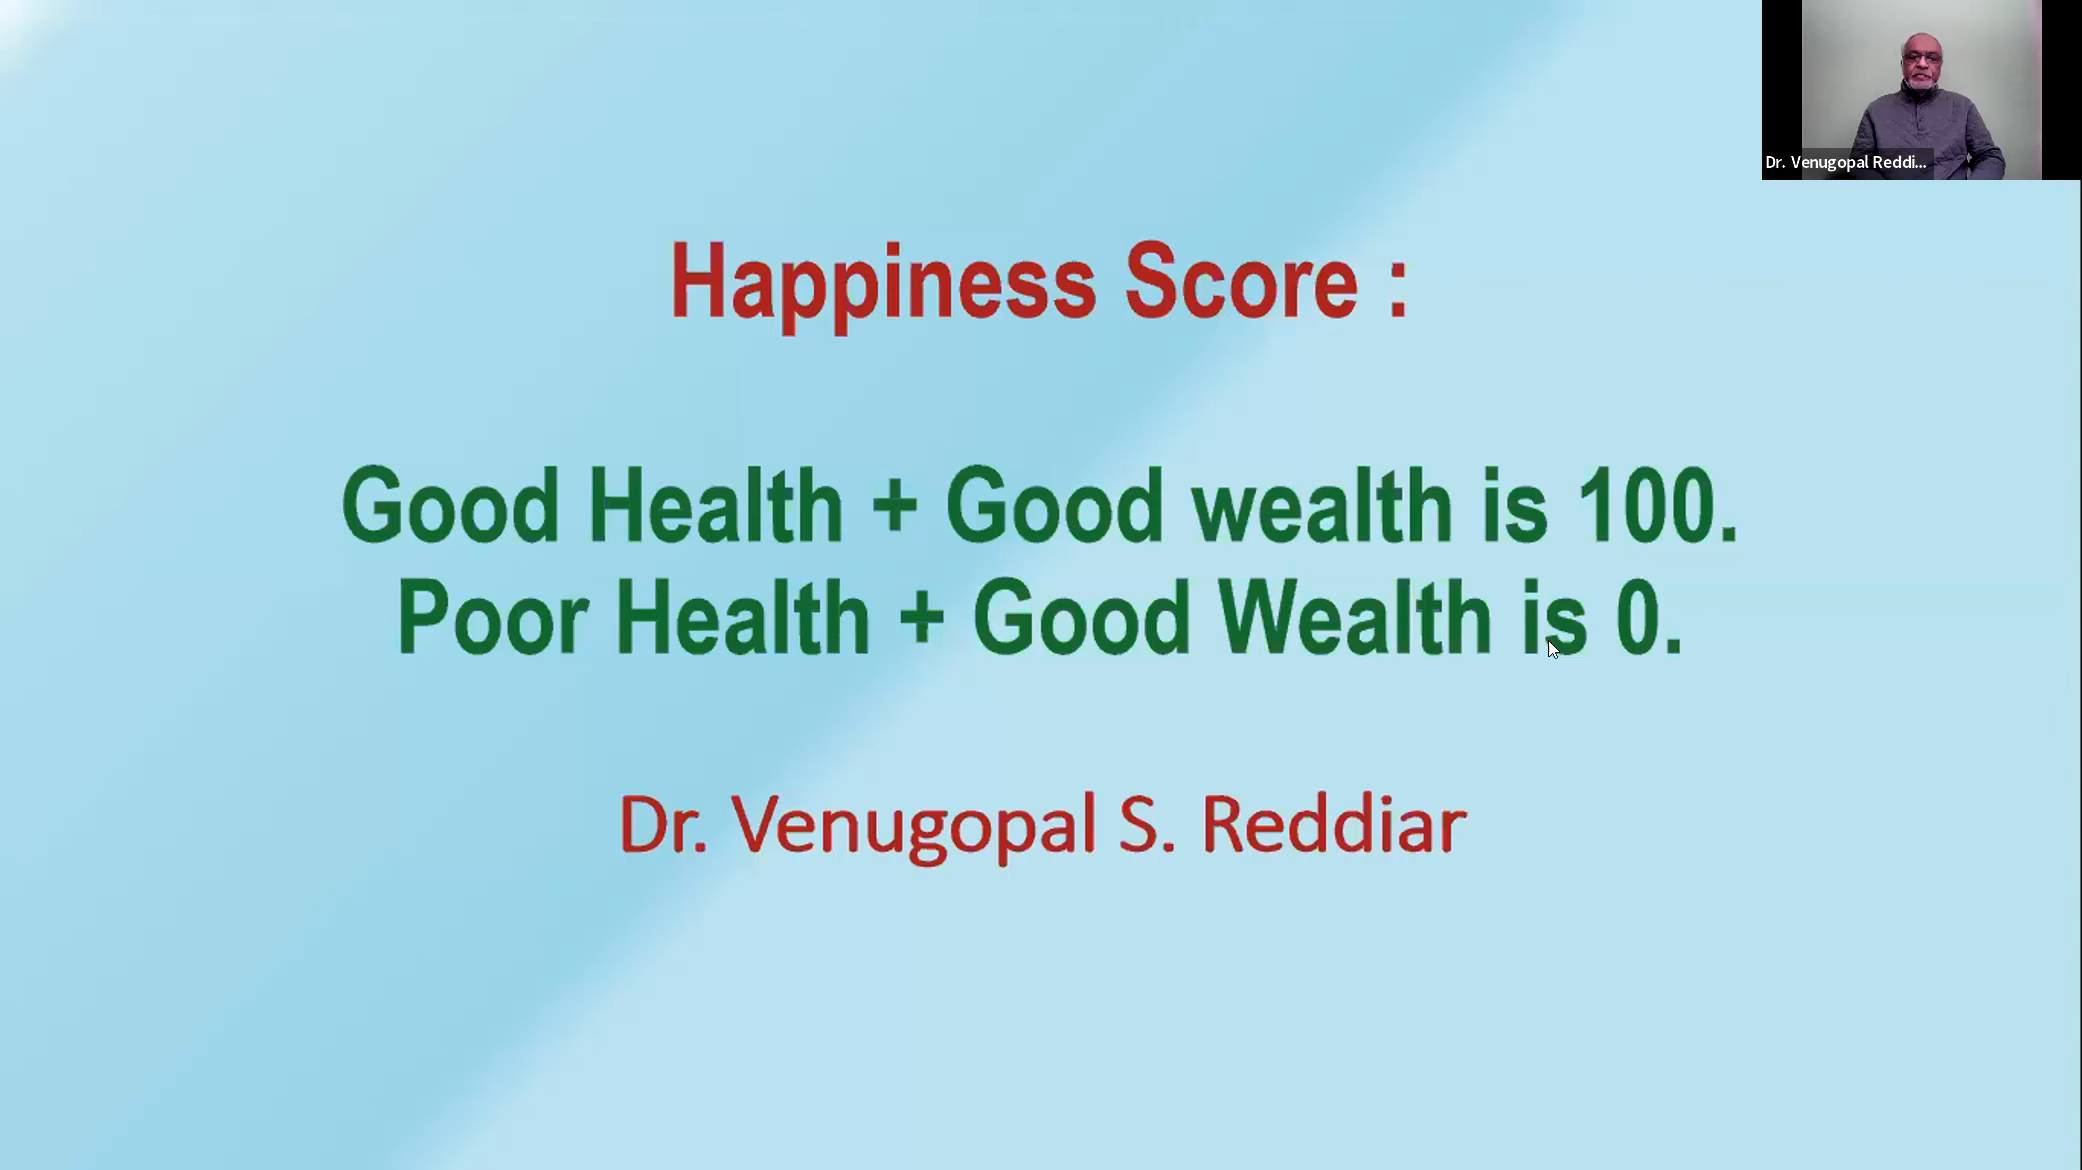 Dr. Venugopal Reddi...
Happiness Score :
Good Health + Good wealth is 100.
Poor Health + Good Wealth is 0.
Dr. Venugopal S. Reddiar